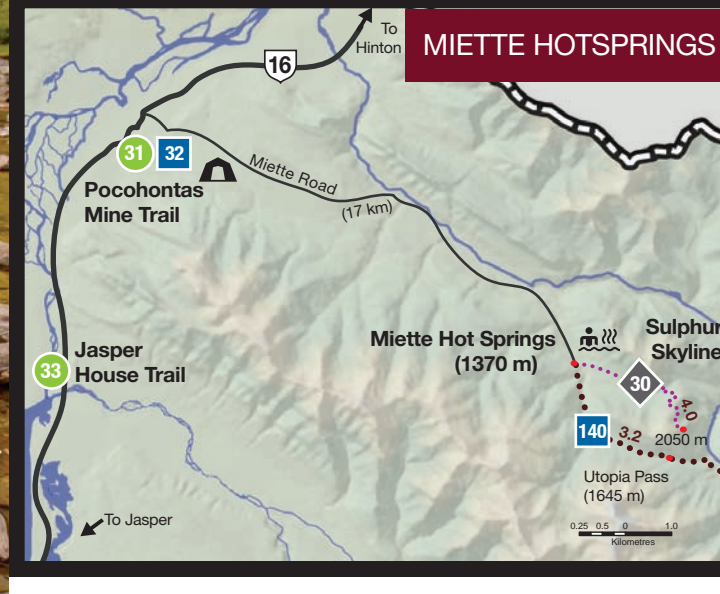 To
Hinton
MIETTE HOTSPRINGS
16
31
32
Pocohontas
Mine Trail
Miette Road
(17 km)
33
Jasper
House Trail
Miette Hot Springs
(1370 m)
Sulphur
Skyline
30
4.0
140
3.2
2050 m
Utopia Pass
(1645 m)
To Jasper
0.25 0.5 0 1.0
Kilometres